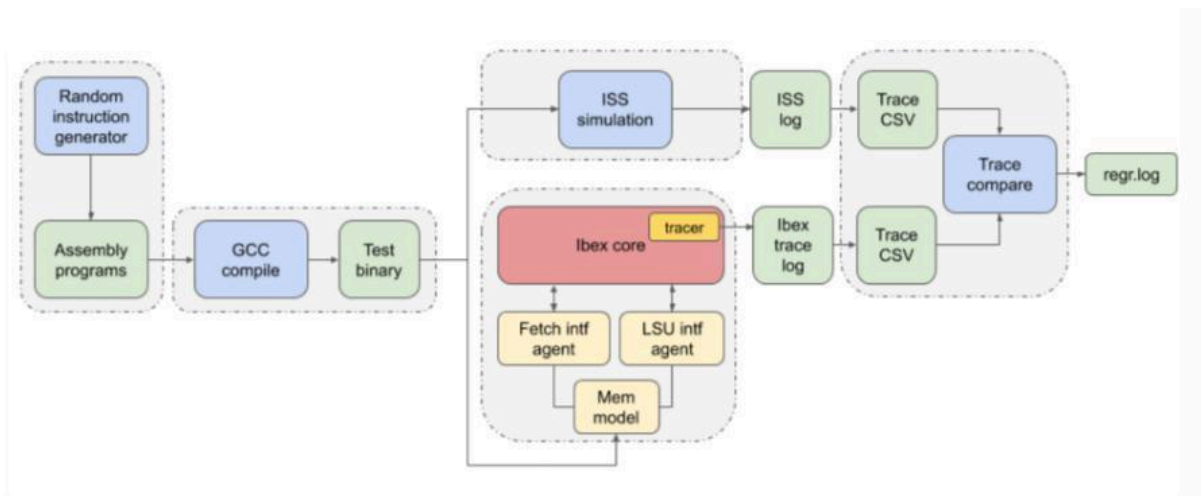 Random
instruction
generator
Assembly
programs
GCC
compile
Test
binary
ISS
simulation
ISS
log
Trace
CSV
Trace
compare
regr.log
tracer
Ibex core
Ibex
trace
log
Trace
CSV
Fetch intf
agent
LSU intf
agent
Mem
model